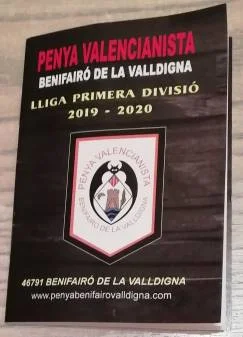 PENYA VALENCIANISTA
BENIFAIRÓ DE LA VALLDIGNA
LLIGA PRIMERA DIVISIÓ
2019 - 2020
PENYA VALENCIANISTA
BENIFAIRÓ DE LA VALLDIGNA
46791 BENIFAIRÓ DE LA VALLDIGNA
www.penyabenifairovalldigna.com